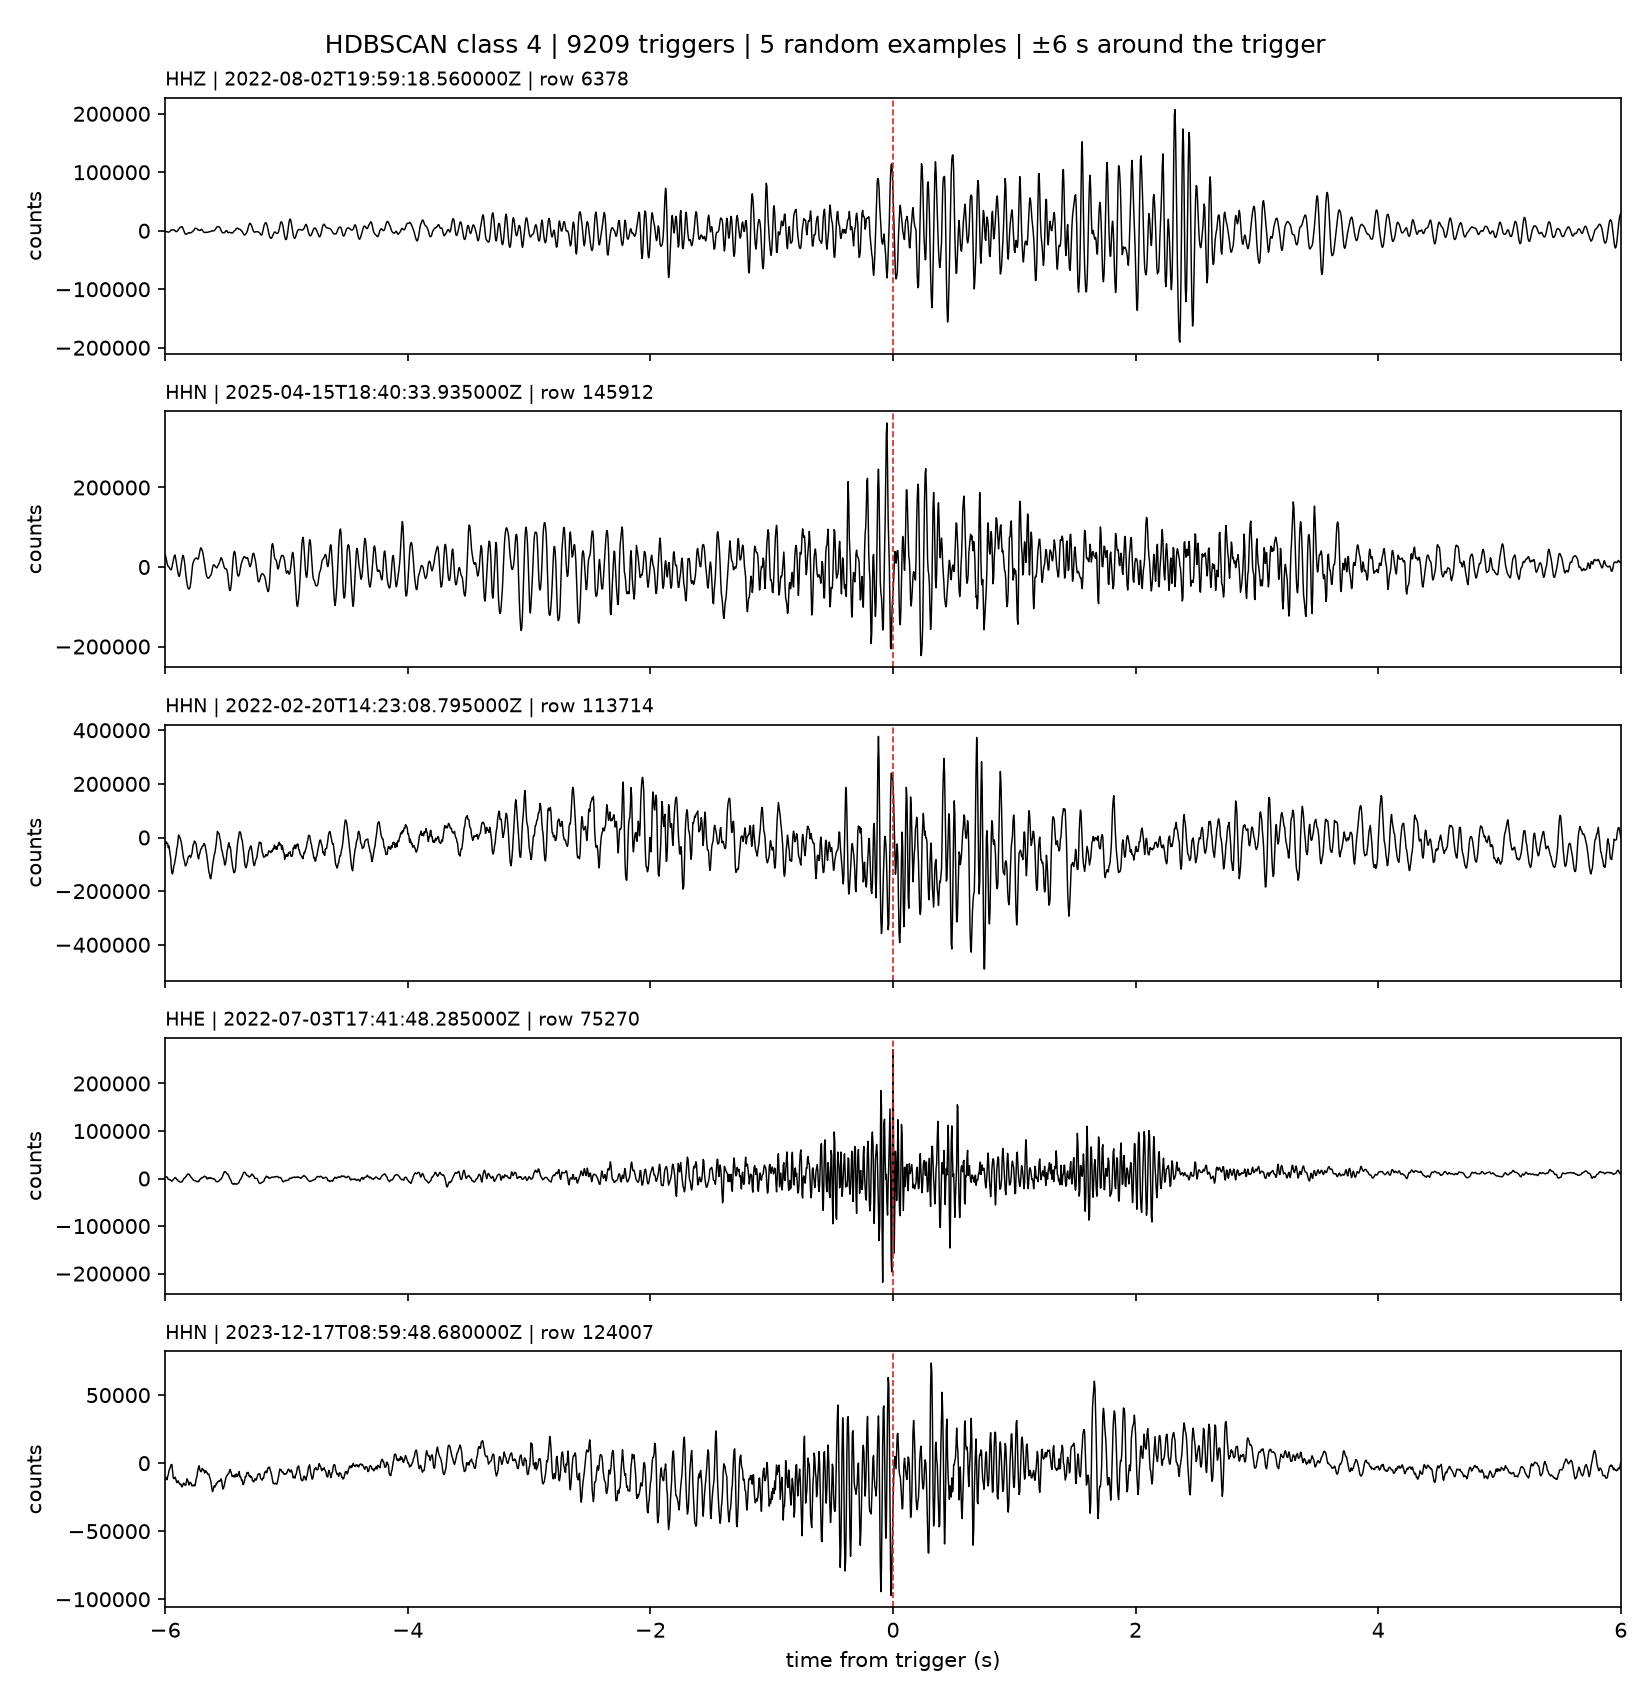 HDBSCAN class 4 | 9209 triggers | 5 random examples | ±6 s around the trigger
HHZ | 2022-08-02T19:59:18.560000Z | row 6378
200000
100000
0
−100000
−200000
counts
HHN | 2025-04-15T18:40:33.935000Z | row 145912
200000
0
−200000
counts
HHN | 2022-02-20T14:23:08.795000Z | row 113714
400000
200000
0
−200000
−400000
counts
HHE | 2022-07-03T17:41:48.285000Z | row 75270
200000
100000
0
−100000
−200000
counts
HHN | 2023-12-17T08:59:48.680000Z | row 124007
50000
0
−50000
−100000
counts
−6 −4 −2 0 2 4 6
time from trigger (s)